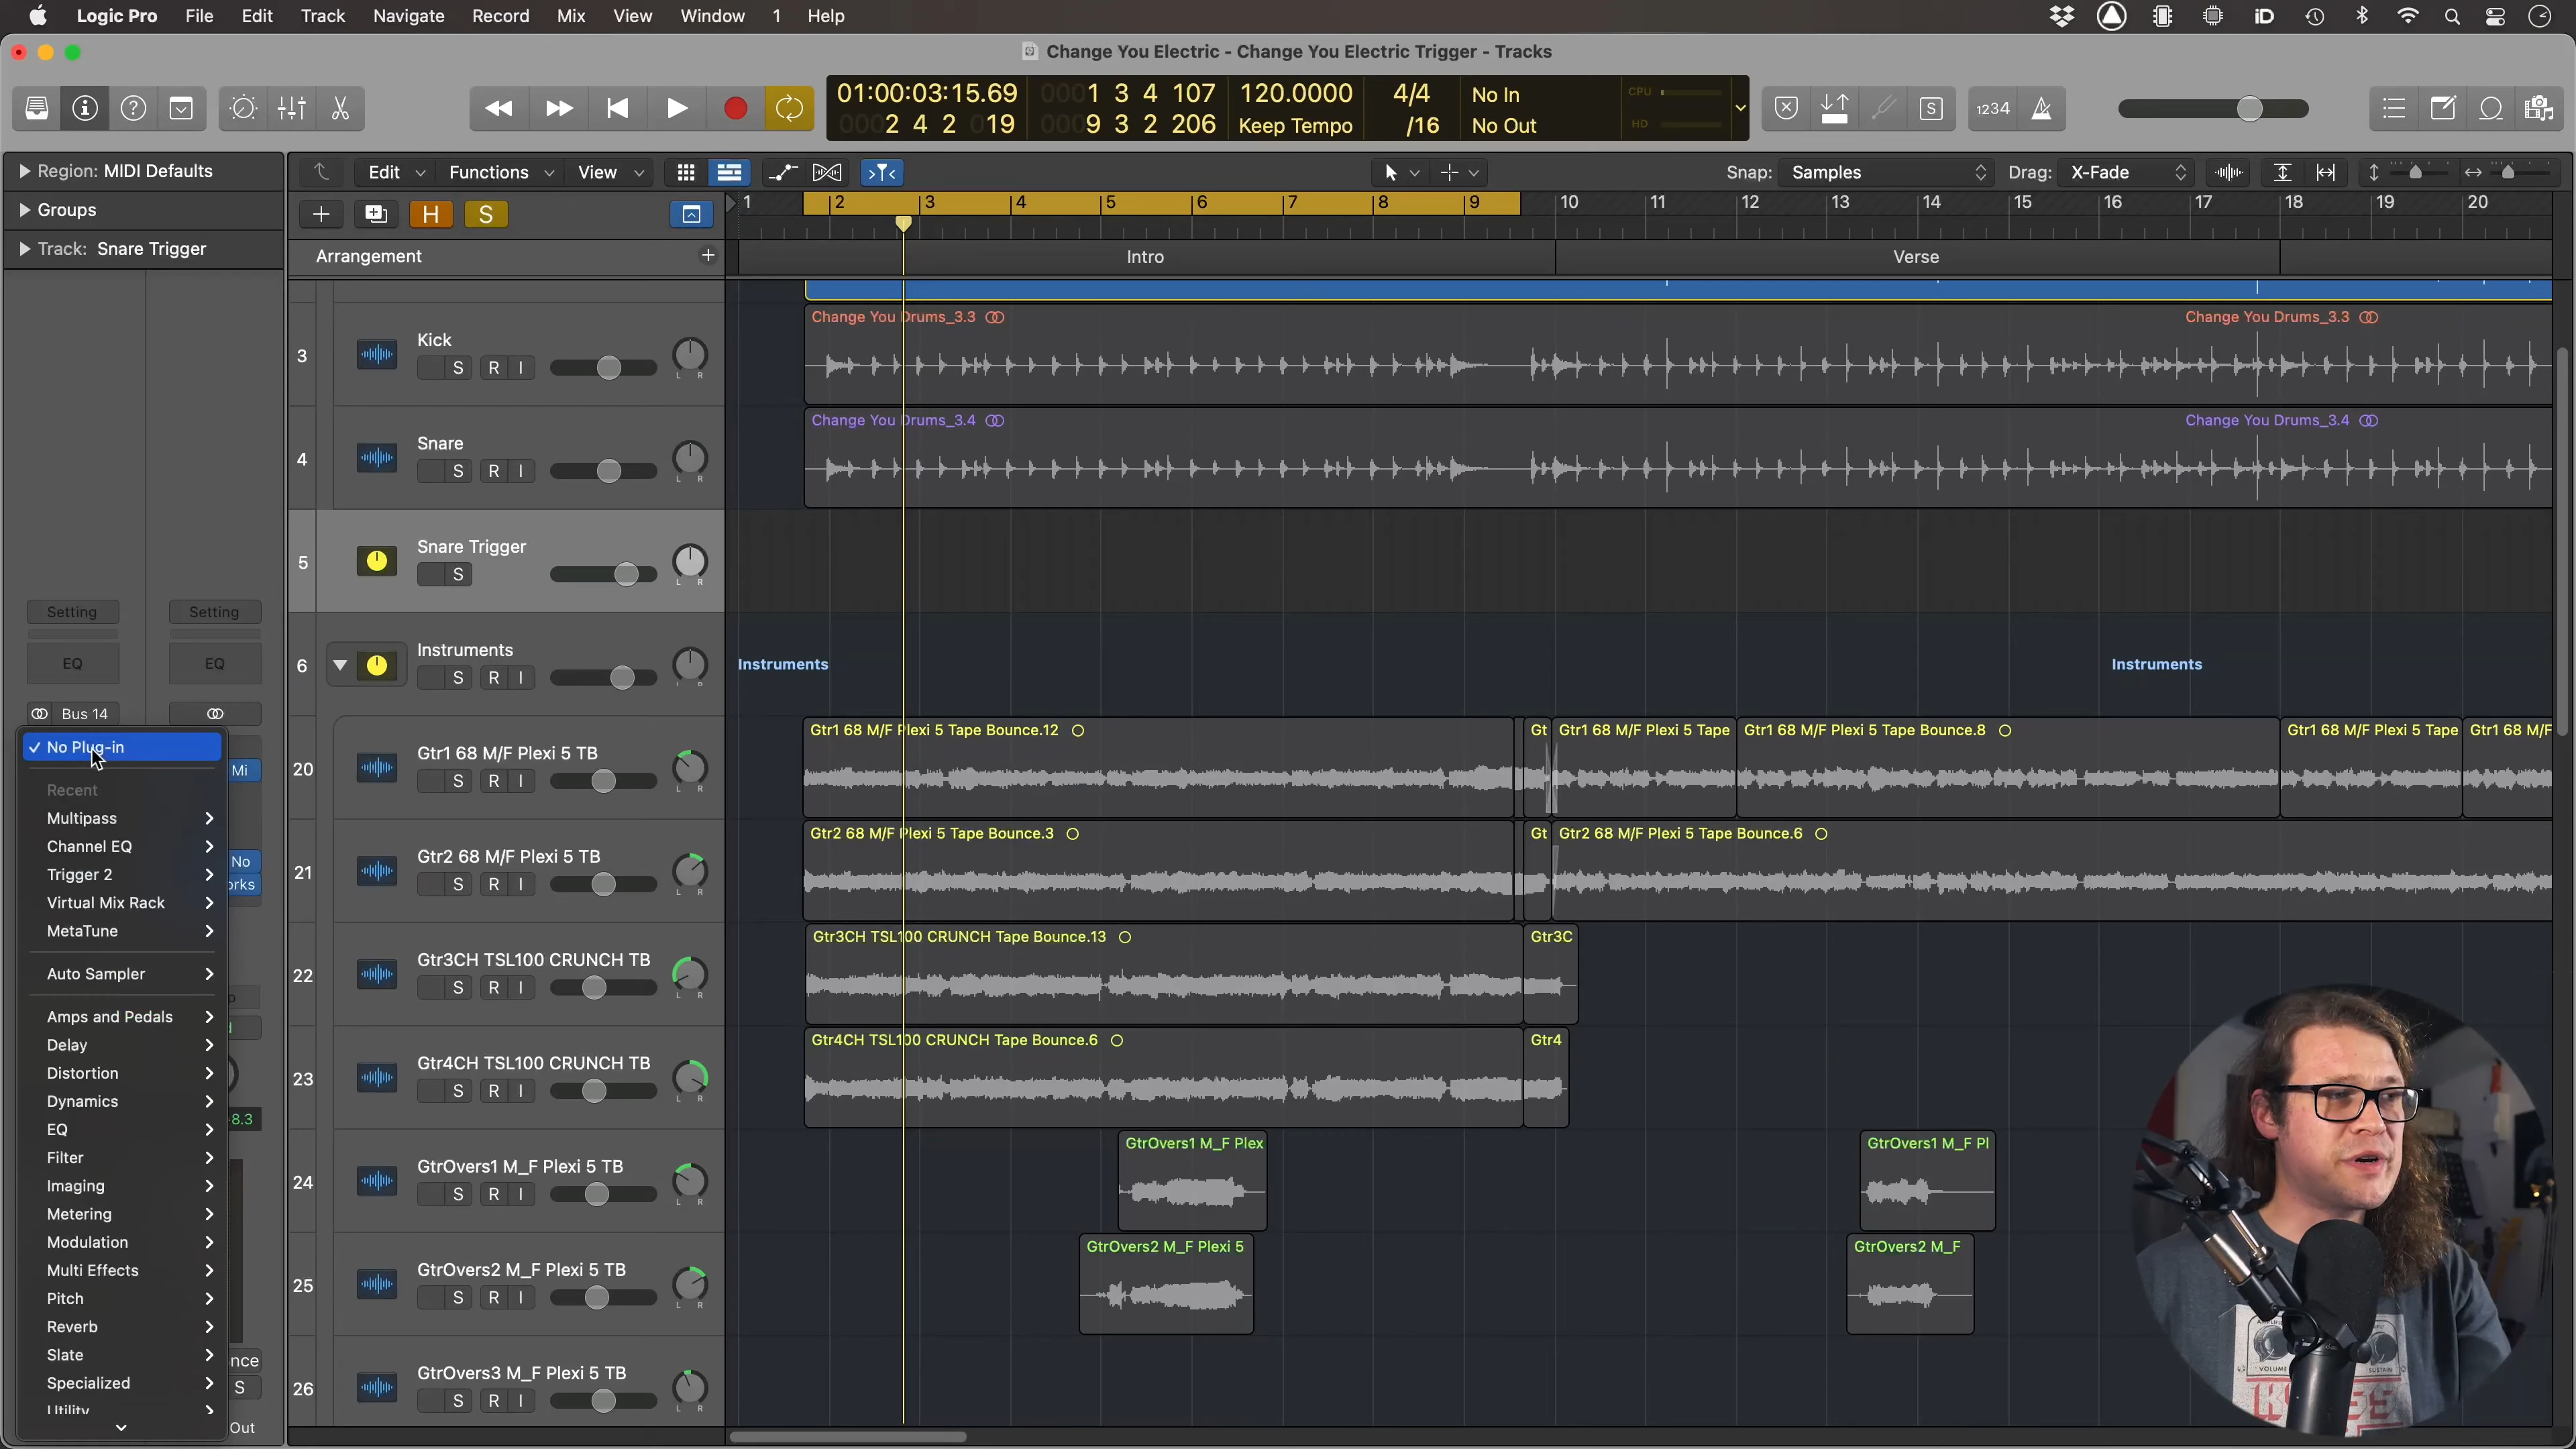 Logic Pro File Edit Track Navigate Record Mix View Window 1 Help
iD
Change You Electric - Change You Electric Trigger - Tracks
01:00:03:15.69 0001 3 4 107 120.0000 4/4 No In CPU
0002 4 2 019 0009 3 2 206 Keep Tempo /16 No Out HD
S 1234
Region: MIDI Defaults
Groups
Track: Snare Trigger
Edit Functions View Snap: Samples Drag: X-Fade
H S
1 2 3 4 5 6 7 8 9 10 11 12 13 14 15 16 17 18 19 20
Arrangement Intro Verse
3 Kick
S R I L R
Change You Drums_3.3 Change You Drums_3.3
4 Snare
S R I L R
Change You Drums_3.4 Change You Drums_3.4
5 Snare Trigger
S L R
6 Instruments
S R I L R
Instruments Instruments
20 Gtr1 68 M/F Plexi 5 TB
S R I L R
Gtr1 68 M/F Plexi 5 Tape Bounce.12 Gt Gtr1 68 M/F Plexi 5 Tape Gtr1 68 M/F Plexi 5 Tape Bounce.8 Gtr1 68 M/F Plexi 5 Tape Gtr1 68 M/F
21 Gtr2 68 M/F Plexi 5 TB
S R I L R
Gtr2 68 M/F Plexi 5 Tape Bounce.3 Gt Gtr2 68 M/F Plexi 5 Tape Bounce.6
22 Gtr3CH TSL100 CRUNCH TB
S R I L R
Gtr3CH TSL100 CRUNCH Tape Bounce.13 Gtr3C
23 Gtr4CH TSL100 CRUNCH TB
S R I L R
Gtr4CH TSL100 CRUNCH Tape Bounce.6 Gtr4
24 GtrOvers1 M_F Plexi 5 TB
S R I L R
GtrOvers1 M_F Plex GtrOvers1 M_F Pl
25 GtrOvers2 M_F Plexi 5 TB
S R I L R
GtrOvers2 M_F Plexi 5 GtrOvers2 M_F
26 GtrOvers3 M_F Plexi 5 TB
S R I L R
Setting Setting
EQ EQ
Bus 14
No Plug-in
Mi
Recent
Multipass
Channel EQ
Trigger 2
No
orks
Virtual Mix Rack
MetaTune
Auto Sampler
Amps and Pedals
Delay
Distortion
Dynamics
-8.3
EQ
Filter
Imaging
Metering
Modulation
Multi Effects
Pitch
Reverb
Slate
nce
Specialized
S
Utility
Out
VOLUME